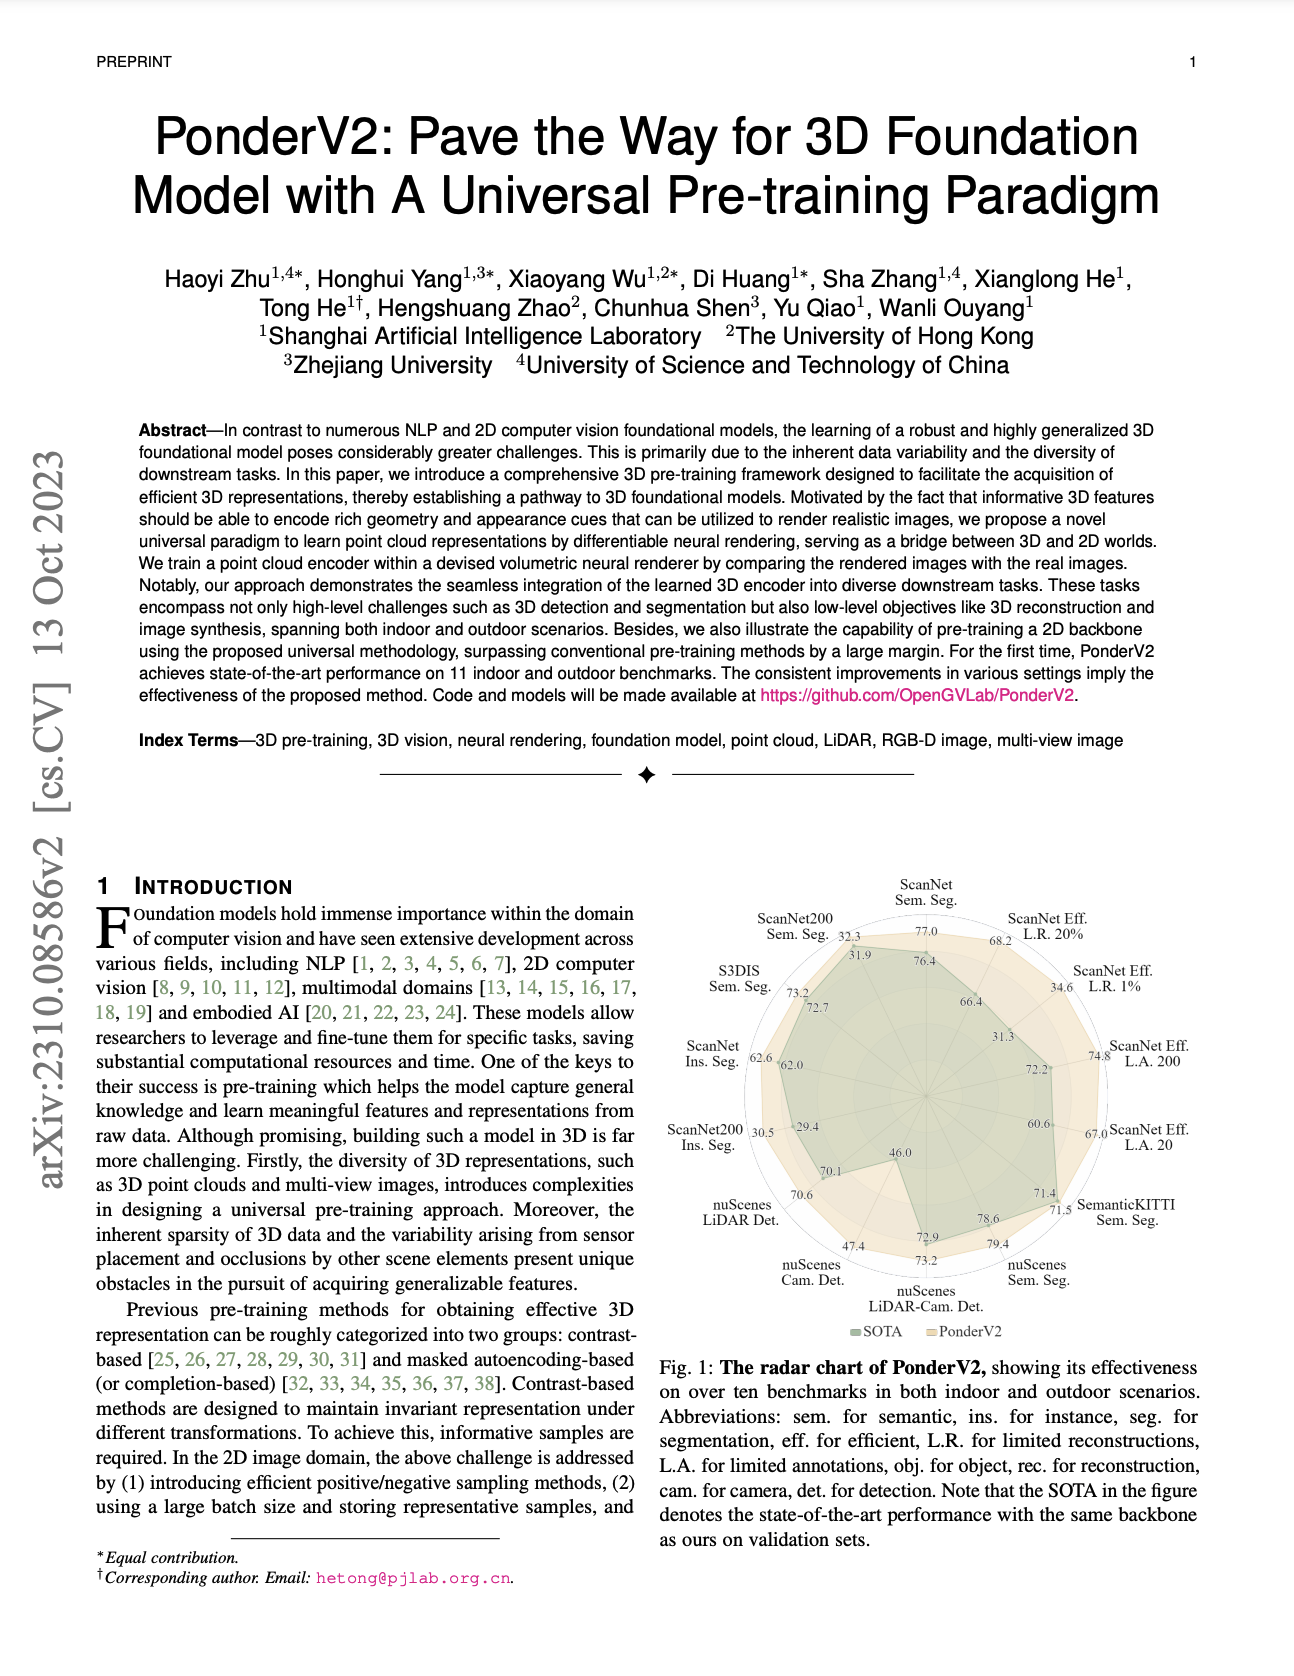 PREPRINT
1
PonderV2: Pave the Way for 3D Foundation
Model with A Universal Pre-training Paradigm
Haoyi Zhu1,4*, Honghui Yang1,3*, Xiaoyang Wu1,2*, Di Huang1*, Sha Zhang1,4, Xianglong He1,
Tong He1†, Hengshuang Zhao2, Chunhua Shen3, Yu Qiao1, Wanli Ouyang1
1Shanghai Artificial Intelligence Laboratory 2The University of Hong Kong
3Zhejiang University 4University of Science and Technology of China
Abstract—In contrast to numerous NLP and 2D computer vision foundational models, the learning of a robust and highly generalized 3D
foundational model poses considerably greater challenges. This is primarily due to the inherent data variability and the diversity of
downstream tasks. In this paper, we introduce a comprehensive 3D pre-training framework designed to facilitate the acquisition of
efficient 3D representations, thereby establishing a pathway to 3D foundational models. Motivated by the fact that informative 3D features
should be able to encode rich geometry and appearance cues that can be utilized to render realistic images, we propose a novel
universal paradigm to learn point cloud representations by differentiable neural rendering, serving as a bridge between 3D and 2D worlds.
We train a point cloud encoder within a devised volumetric neural renderer by comparing the rendered images with the real images.
Notably, our approach demonstrates the seamless integration of the learned 3D encoder into diverse downstream tasks. These tasks
encompass not only high-level challenges such as 3D detection and segmentation but also low-level objectives like 3D reconstruction and
image synthesis, spanning both indoor and outdoor scenarios. Besides, we also illustrate the capability of pre-training a 2D backbone
using the proposed universal methodology, surpassing conventional pre-training methods by a large margin. For the first time, PonderV2
achieves state-of-the-art performance on 11 indoor and outdoor benchmarks. The consistent improvements in various settings imply the
effectiveness of the proposed method. Code and models will be made available at https://github.com/OpenGVLab/PonderV2.
Index Terms—3D pre-training, 3D vision, neural rendering, foundation model, point cloud, LiDAR, RGB-D image, multi-view image
arXiv:2310.08586v2 [cs.CV] 13 Oct 2023
1 INTRODUCTION
FOundation models hold immense importance within the domain
of computer vision and have seen extensive development across
various fields, including NLP [1, 2, 3, 4, 5, 6, 7], 2D computer
vision [8, 9, 10, 11, 12], multimodal domains [13, 14, 15, 16, 17,
18, 19] and embodied AI [20, 21, 22, 23, 24]. These models allow
researchers to leverage and fine-tune them for specific tasks, saving
substantial computational resources and time. One of the keys to
their success is pre-training which helps the model capture general
knowledge and learn meaningful features and representations from
raw data. Although promising, building such a model in 3D is far
more challenging. Firstly, the diversity of 3D representations, such
as 3D point clouds and multi-view images, introduces complexities
in designing a universal pre-training approach. Moreover, the
inherent sparsity of 3D data and the variability arising from sensor
placement and occlusions by other scene elements present unique
obstacles in the pursuit of acquiring generalizable features.
Previous pre-training methods for obtaining effective 3D
representation can be roughly categorized into two groups: contrast-
based [25, 26, 27, 28, 29, 30, 31] and masked autoencoding-based
(or completion-based) [32, 33, 34, 35, 36, 37, 38]. Contrast-based
methods are designed to maintain invariant representation under
different transformations. To achieve this, informative samples are
required. In the 2D image domain, the above challenge is addressed
by (1) introducing efficient positive/negative sampling methods, (2)
using a large batch size and storing representative samples, and
*Equal contribution.
†Corresponding author. Email: hetong@pjlab.org.cn.
ScanNet
Sem. Seg.
77.0
76.4
ScanNet Eff.
L.R. 20%
68.2
66.4
ScanNet Eff.
L.R. 1%
34.6
31.3
ScanNet Eff.
L.A. 200
74.8
72.2
ScanNet Eff.
L.A. 20
67.0
60.6
SemanticKITTI
Sem. Seg.
71.4
71.5
nuScenes
Sem. Seg.
78.6
79.4
nuScenes
LiDAR-Cam. Det.
72.9
73.2
nuScenes
Cam. Det.
46.0
47.4
nuScenes
LiDAR Det.
70.1
70.6
ScanNet200
Ins. Seg.
30.5
29.4
ScanNet
Ins. Seg.
62.6
62.0
S3DIS
Sem. Seg.
73.2
72.7
ScanNet200
Sem. Seg.
32.3
31.9
SOTA PonderV2
Fig. 1: The radar chart of PonderV2, showing its effectiveness
on over ten benchmarks in both indoor and outdoor scenarios.
Abbreviations: sem. for semantic, ins. for instance, seg. for
segmentation, eff. for efficient, L.R. for limited reconstructions,
L.A. for limited annotations, obj. for object, rec. for reconstruction,
cam. for camera, det. for detection. Note that the SOTA in the figure
denotes the state-of-the-art performance with the same backbone
as ours on validation sets.